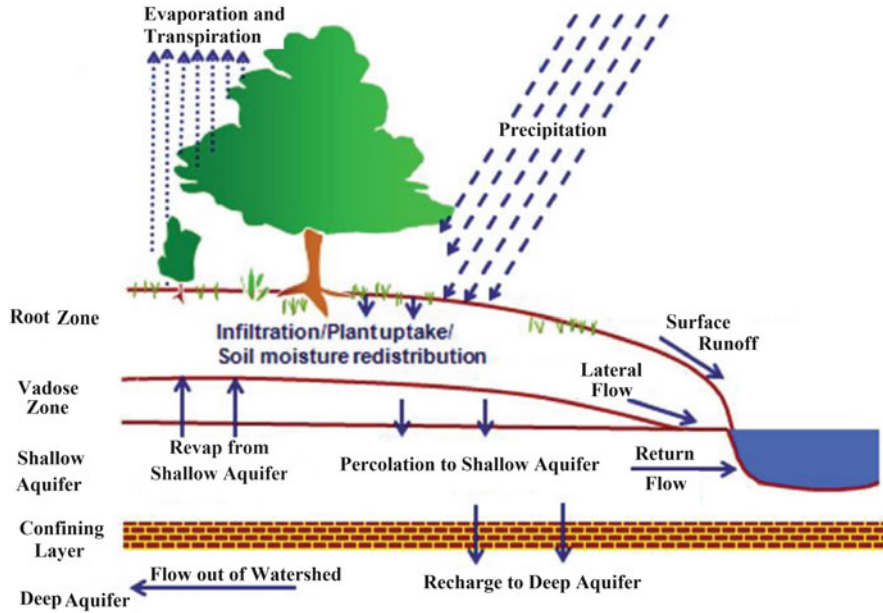 Evaporation and
Transpiration
Precipitation
Root Zone
Infiltration/Plant uptake/
Soil moisture redistribution
Surface
Runoff
Lateral
Flow
Vadose
Zone
Revap from
Shallow Aquifer
Percolation to Shallow Aquifer
Return
Flow
Shallow
Aquifer
Confining
Layer
Flow out of Watershed
Recharge to Deep Aquifer
Deep Aquifer